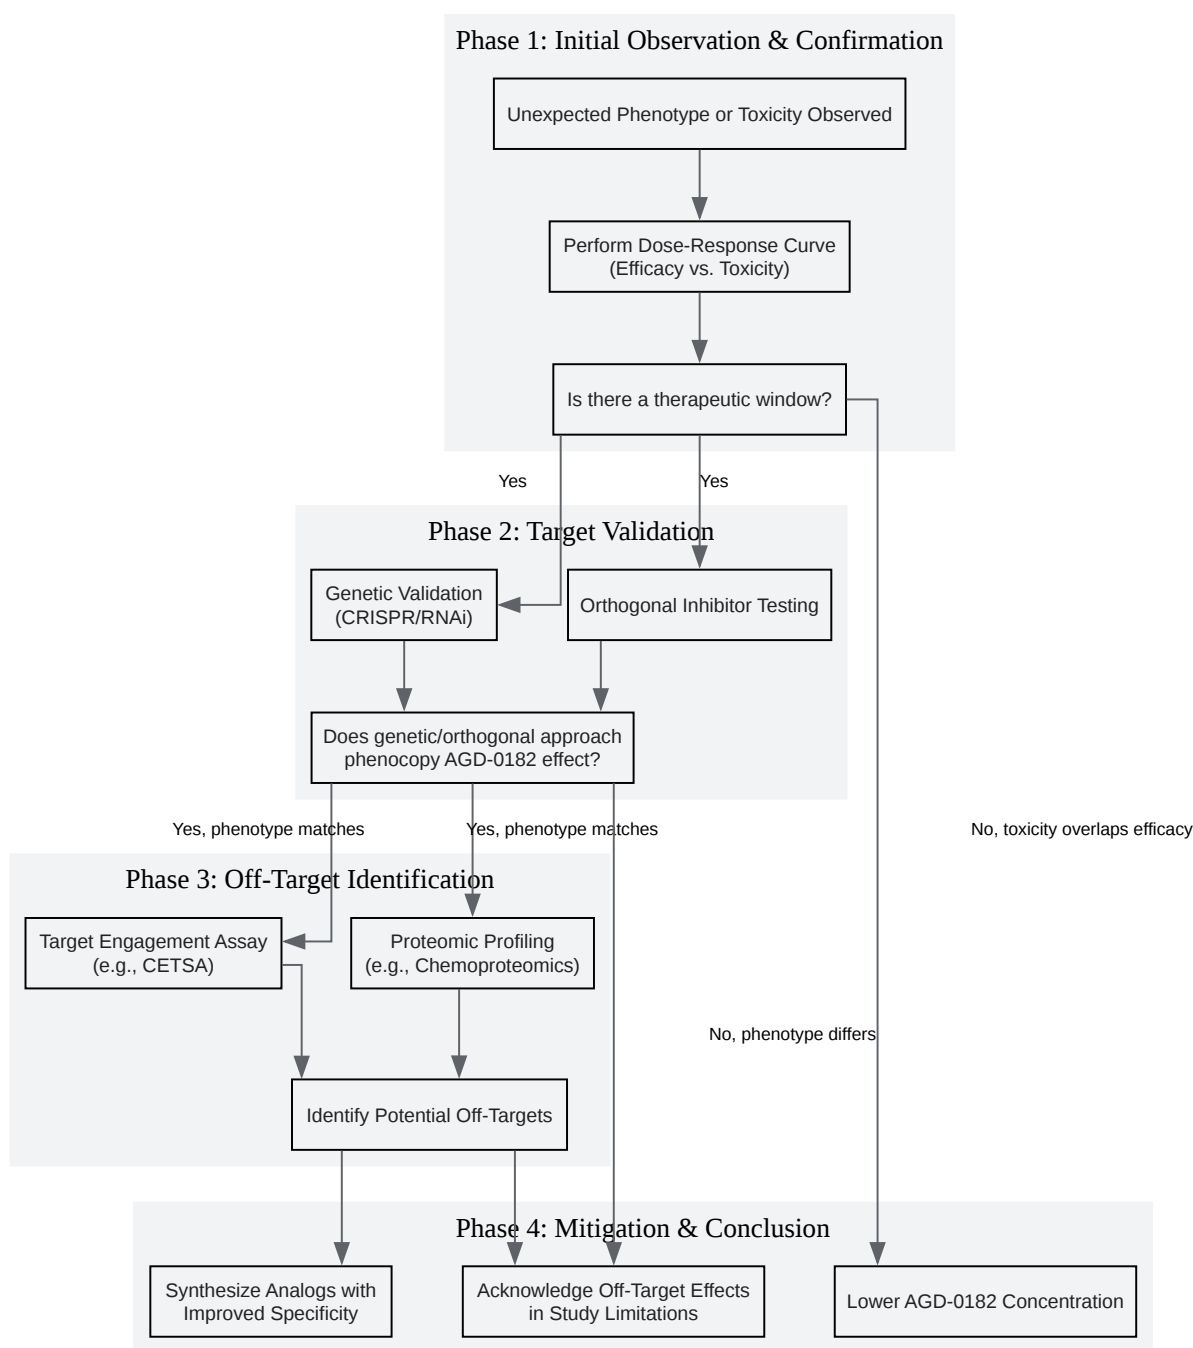 Phase 1: Initial Observation & Confirmation
Unexpected Phenotype or Toxicity Observed
Perform Dose-Response Curve
(Efficacy vs. Toxicity)
Is there a therapeutic window?
Yes
Yes
Phase 2: Target Validation
Genetic Validation
(CRISPR/RNAi)
Orthogonal Inhibitor Testing
Does genetic/orthogonal approach
phenocopy AGD-0182 effect?
Yes, phenotype matches
Yes, phenotype matches
No, toxicity overlaps efficacy
Phase 3: Off-Target Identification
Target Engagement Assay
(e.g., CETSA)
Proteomic Profiling
(e.g., Chemoproteomics)
No, phenotype differs
Identify Potential Off-Targets
Phase 4: Mitigation & Conclusion
Synthesize Analogs with
Improved Specificity
Acknowledge Off-Target Effects
in Study Limitations
Lower AGD-0182 Concentration